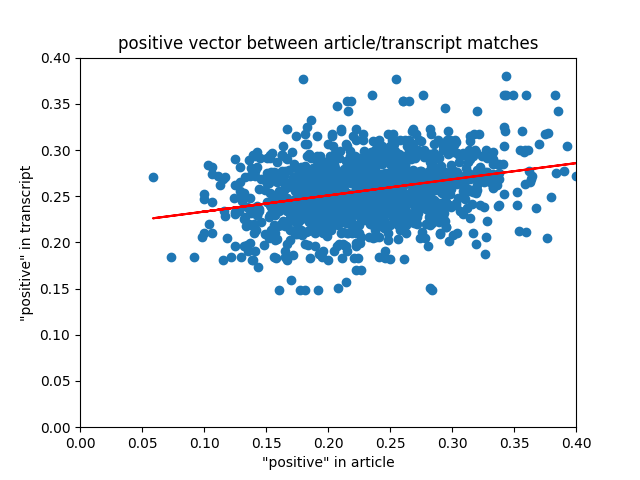 positive vector between article/transcript matches
0.40
0.35
0.30
0.25
0.20
0.15
0.10
0.05
0.00
"positive" in transcript
0.00 0.05 0.10 0.15 0.20 0.25 0.30 0.35 0.40
"positive" in article